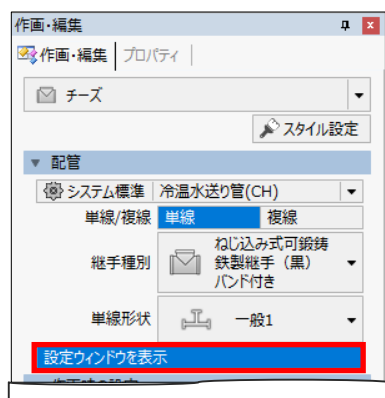 作画・編集
作画・編集 プロパティ
チーズ
スタイル設定
配管
システム標準 冷温水送り管(CH)
単線/複線 単線 複線
継手種別 ねじ込み式可鍛鋳
鉄製継手（黒）
バンド付き
単線形状 一般1
設定ウィンドウを表示